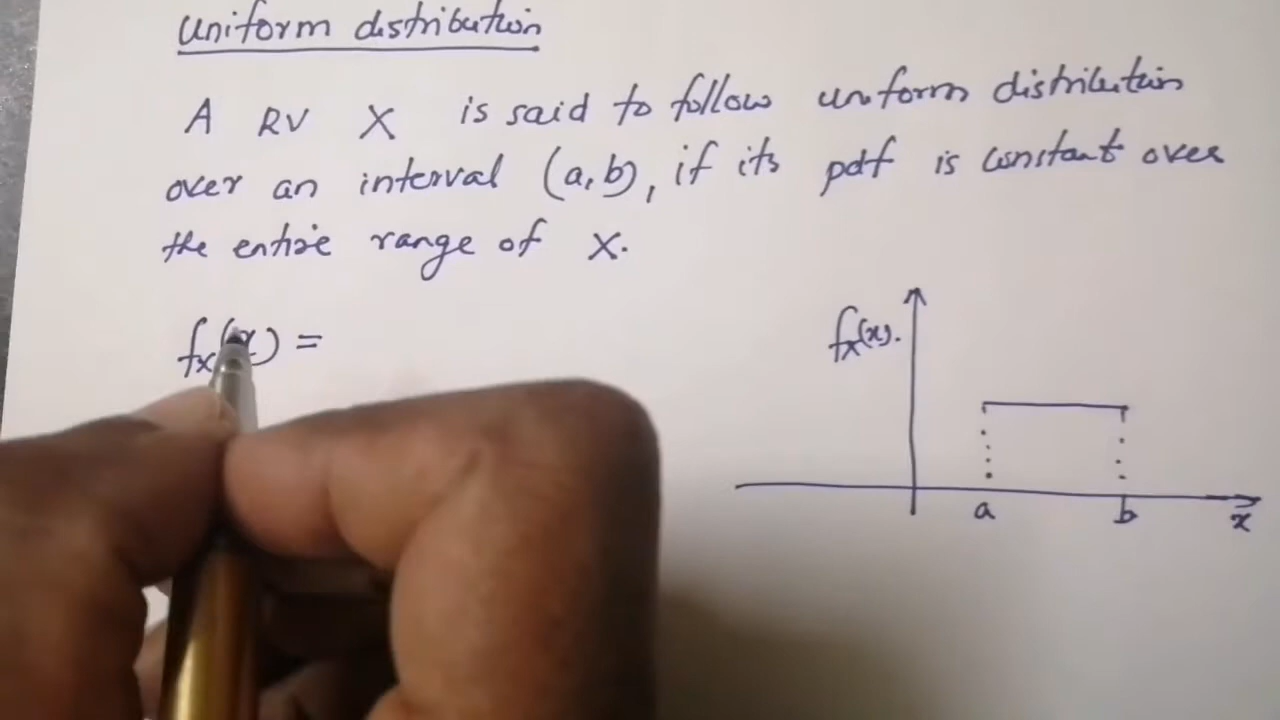 Uniform distribution
A RV X is said to follow uniform distribution
over an interval (a,b), if its pdf is constant over
the entire range of X.
fx(x) =
fx(x).
a b x